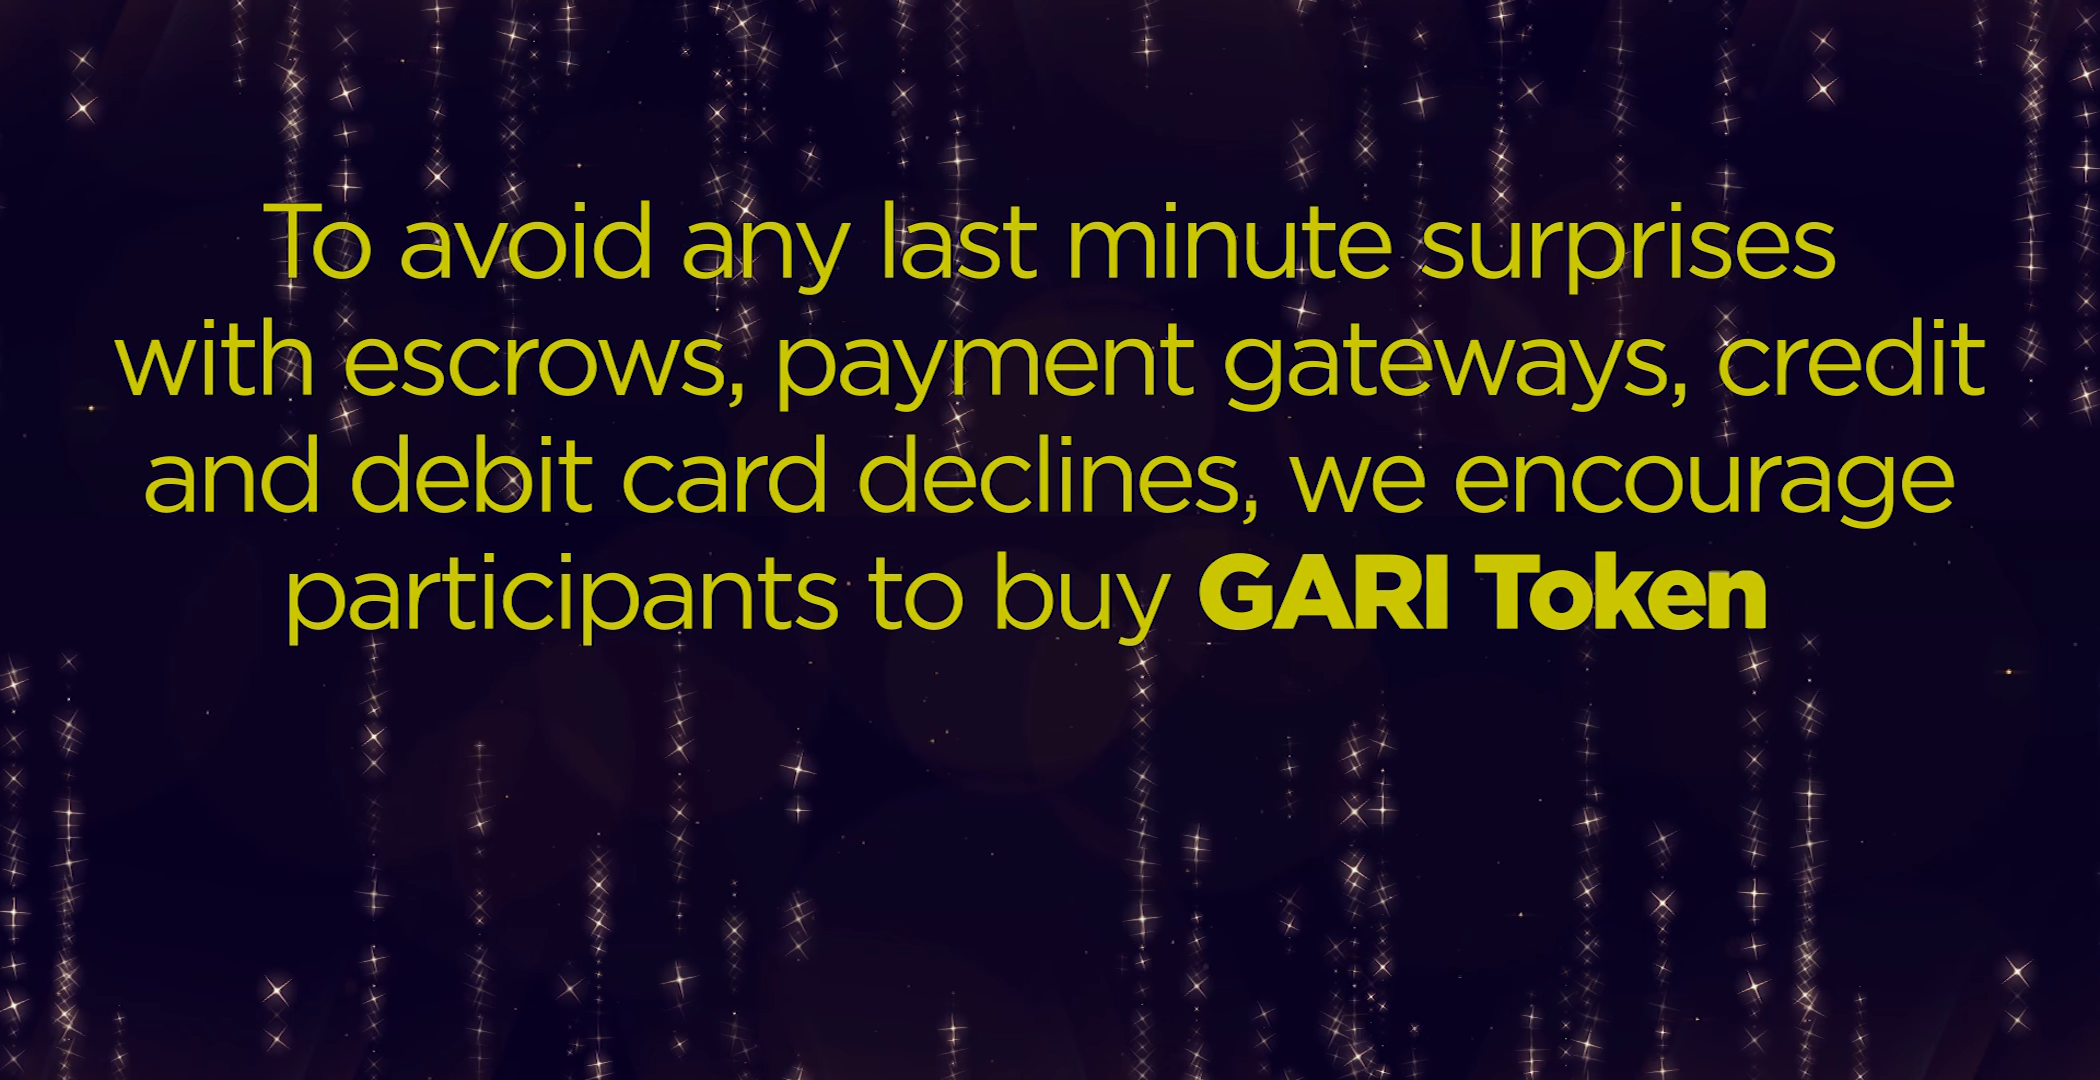 To avoid any last minute surprises
with escrows, payment gateways, credit
and debit card declines, we encourage
participants to buy GARI Token